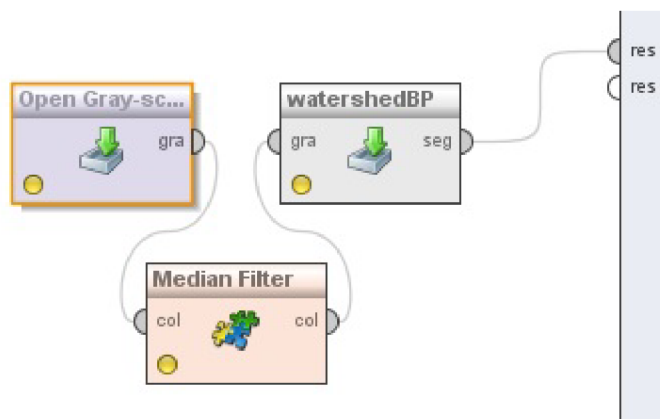 Open Gray-sc...
gra
watershedBP
gra
seg
res
res
Median Filter
col
col